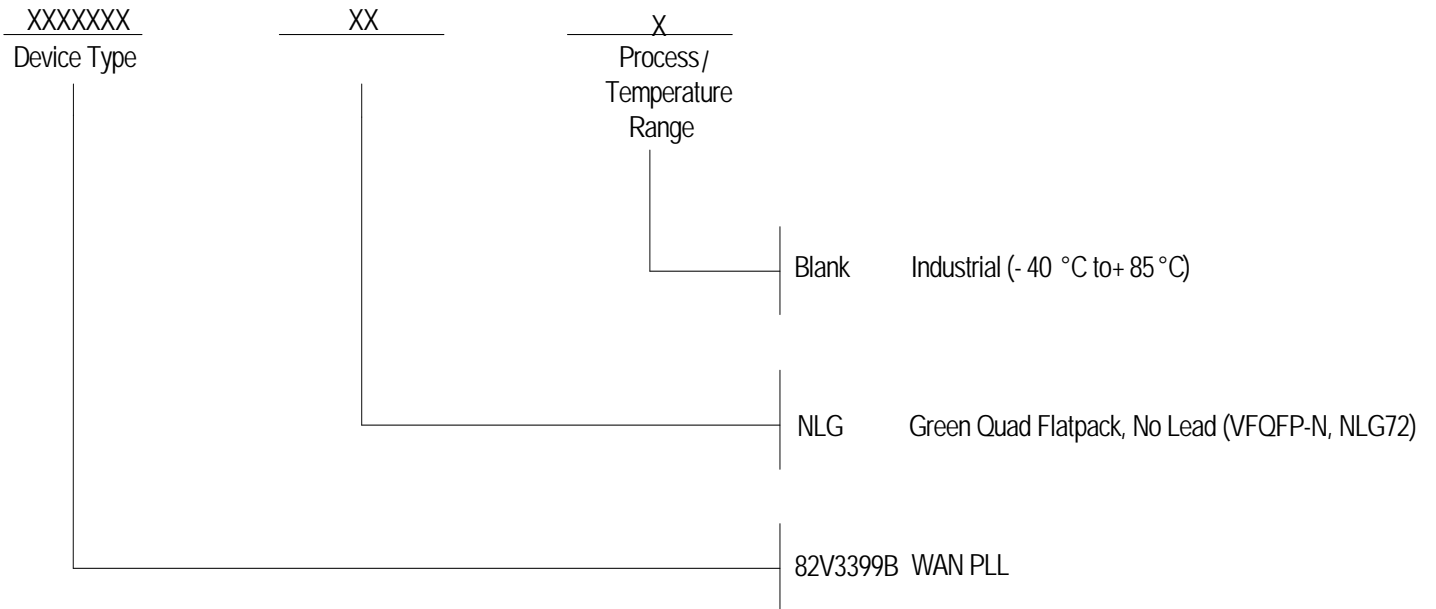 XXXXXXX XX X
Device Type Process/
Temperature
Range
Blank Industrial (- 40 °C to+ 85 °C)
NLG Green Quad Flatpack, No Lead (VFQFP-N, NLG72)
82V3399B WAN PLL